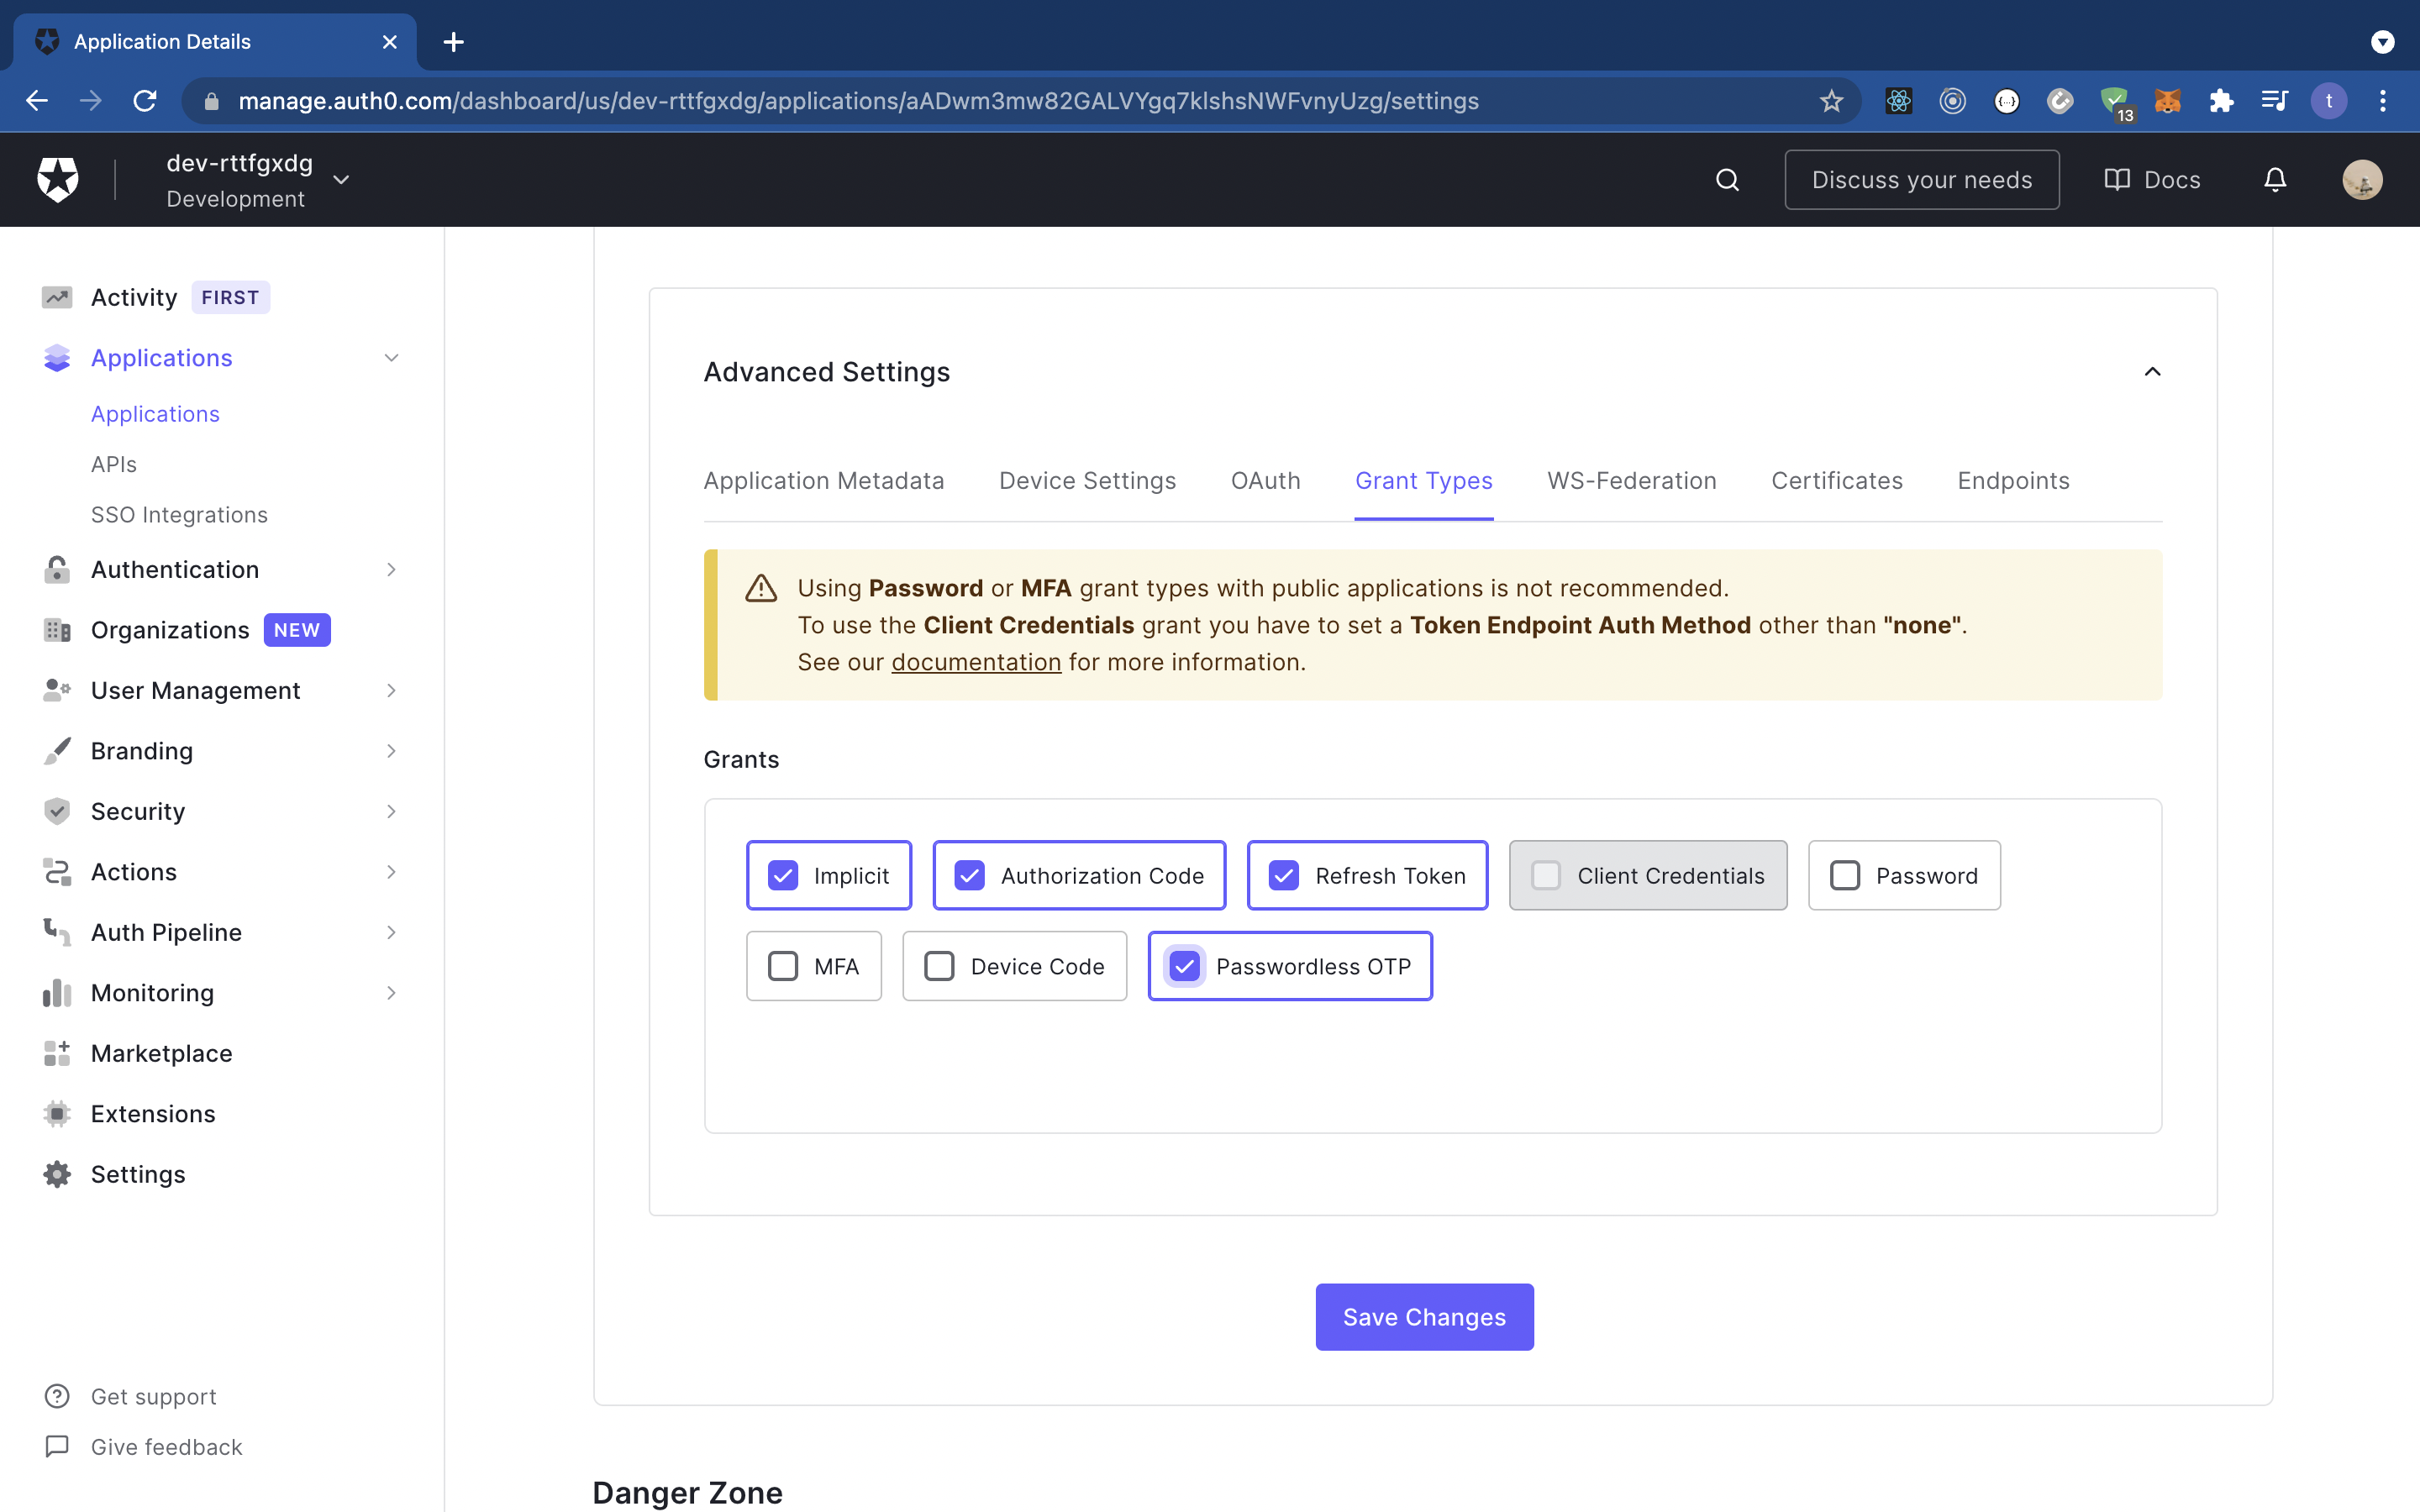 Application Details
manage.auth0.com/dashboard/us/dev-rttfgxdg/applications/aADwm3mw82GALVYgq7klshsNWFvnyUzg/settings
13
t
dev-rttfgxdg
Development
Discuss your needs
Docs
Activity FIRST
Applications
Applications
APIs
SSO Integrations
Authentication
Organizations NEW
User Management
Branding
Security
Actions
Auth Pipeline
Monitoring
Marketplace
Extensions
Settings
Get support
Give feedback
Advanced Settings
Application Metadata Device Settings OAuth Grant Types WS-Federation Certificates Endpoints
Using Password or MFA grant types with public applications is not recommended.
To use the Client Credentials grant you have to set a Token Endpoint Auth Method other than "none".
See our documentation for more information.
Grants
Implicit Authorization Code Refresh Token Client Credentials Password
MFA Device Code Passwordless OTP
Save Changes
Danger Zone